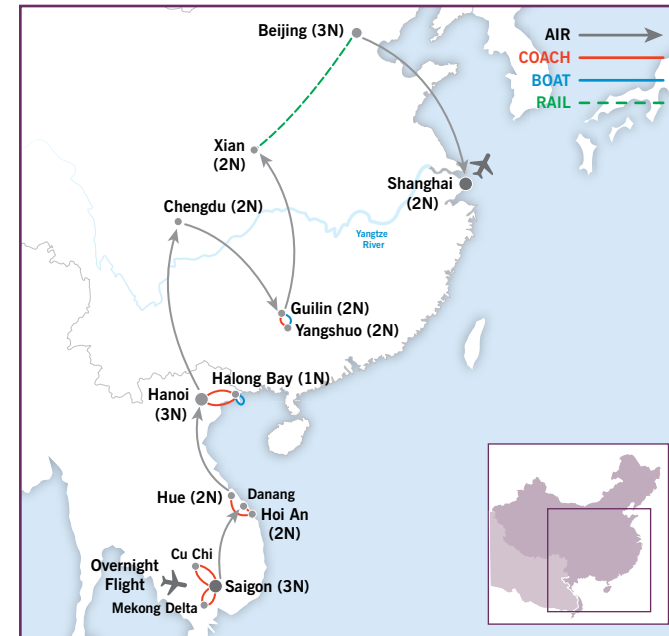 Beijing (3N)
AIR
COACH
BOAT
RAIL
Xian
(2N)
Shanghai
(2N)
Chengdu (2N)
Yangtze
River
Guilin (2N)
Yangshuo (2N)
Halong Bay (1N)
Hanoi
(3N)
Hue (2N)
Danang
Hoi An
(2N)
Cu Chi
Overnight
Flight
Saigon (3N)
Mekong Delta